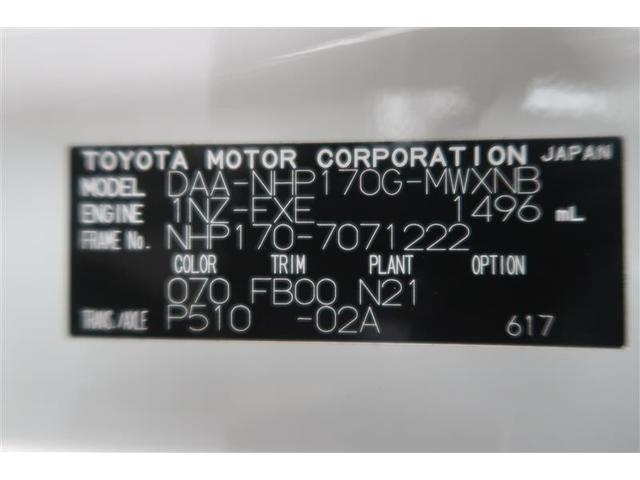 TOYOTA MOTOR CORPORATION JAPAN
MODEL DAA-NHP170G-MWXNB
ENGINE 1NZ-FXE 1496 mL
FRAME No. NHP170-7071222
COLOR TRIM PLANT OPTION
070 FB00 N21
TRANS./AXLE P510 -02A 617